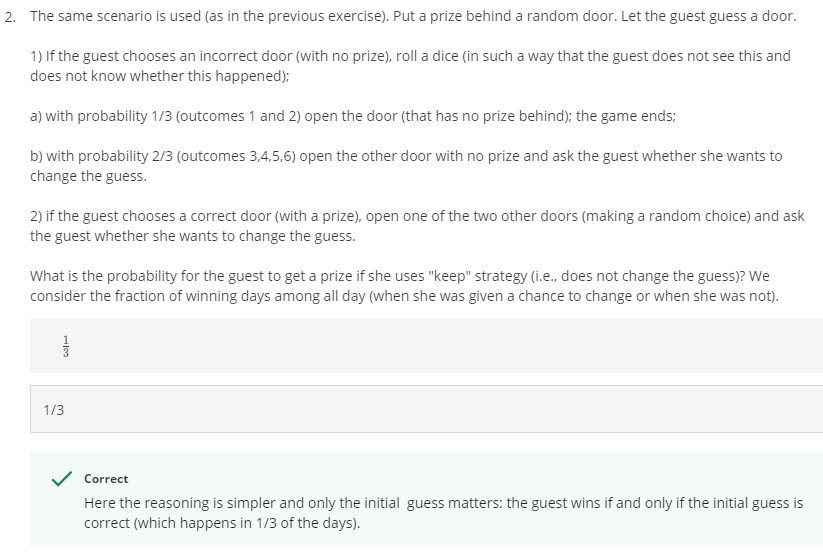 2. The same scenario is used (as in the previous exercise). Put a prize behind a random door. Let the guest guess a door.
1) If the guest chooses an incorrect door (with no prize), roll a dice (in such a way that the guest does not see this and
does not know whether this happened);
a) with probability 1/3 (outcomes 1 and 2) open the door (that has no prize behind); the game ends;
b) with probability 2/3 (outcomes 3,4,5,6) open the other door with no prize and ask the guest whether she wants to
change the guess.
2) if the guest chooses a correct door (with a prize), open one of the two other doors (making a random choice) and ask
the guest whether she wants to change the guess.
What is the probability for the guest to get a prize if she uses "keep" strategy (i.e., does not change the guess)? We
consider the fraction of winning days among all day (when she was given a chance to change or when she was not).
1
3
1/3
Correct
Here the reasoning is simpler and only the initial guess matters: the guest wins if and only if the initial guess is
correct (which happens in 1/3 of the days).